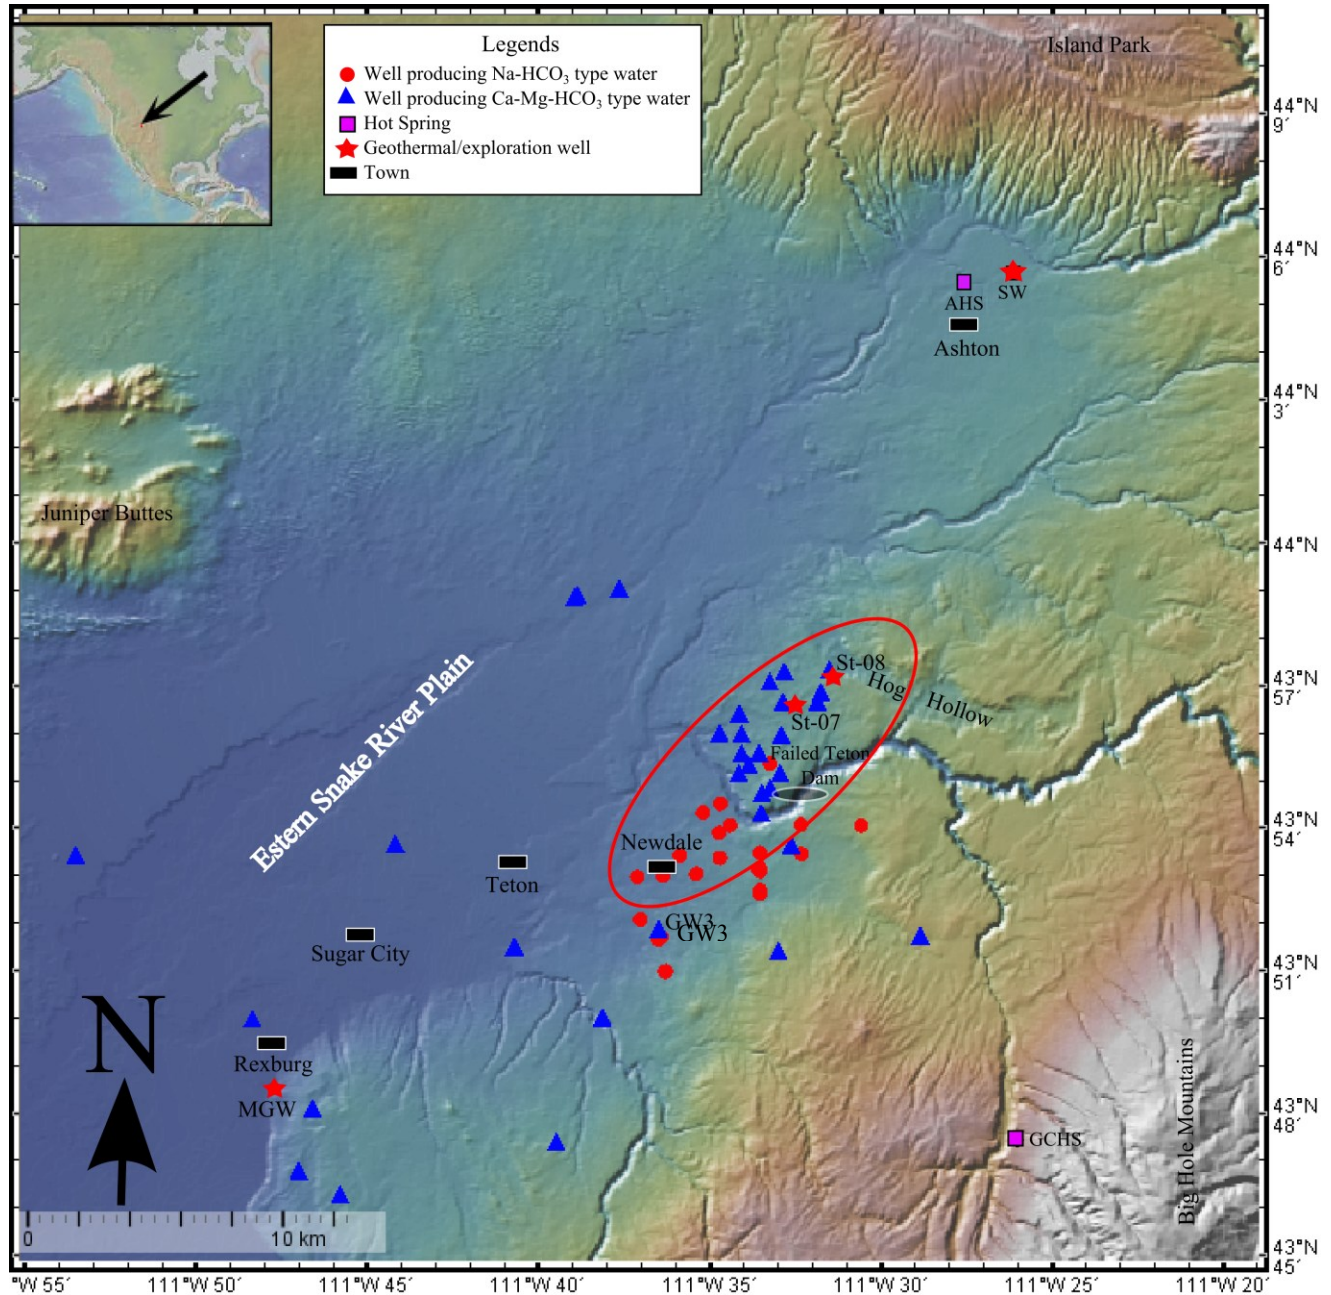 Legends
Well producing Na-HCO₃ type water
Well producing Ca-Mg-HCO₃ type water
Hot Spring
Geothermal/exploration well
Town
Island Park
44°N
9´
44°N
6´
AHS
SW
Ashton
44°N
3´
Juniper Buttes
44°N
St-08
Hog Hollow
43°N
57´
St-07
Estern Snake River Plain
Failed Teton
Dam
43°N
54´
Newdale
Teton
GW3
GW3
Sugar City
43°N
51´
N
Rexburg
MGW
43°N
48´
GCHS
Big Hole Mountains
0
10 km
43°N
45´
°W 55´
111°W 50´
111°W 45´
111°W 40´
111°W 35´
111°W 30´
111°W 25´
111°W 20´